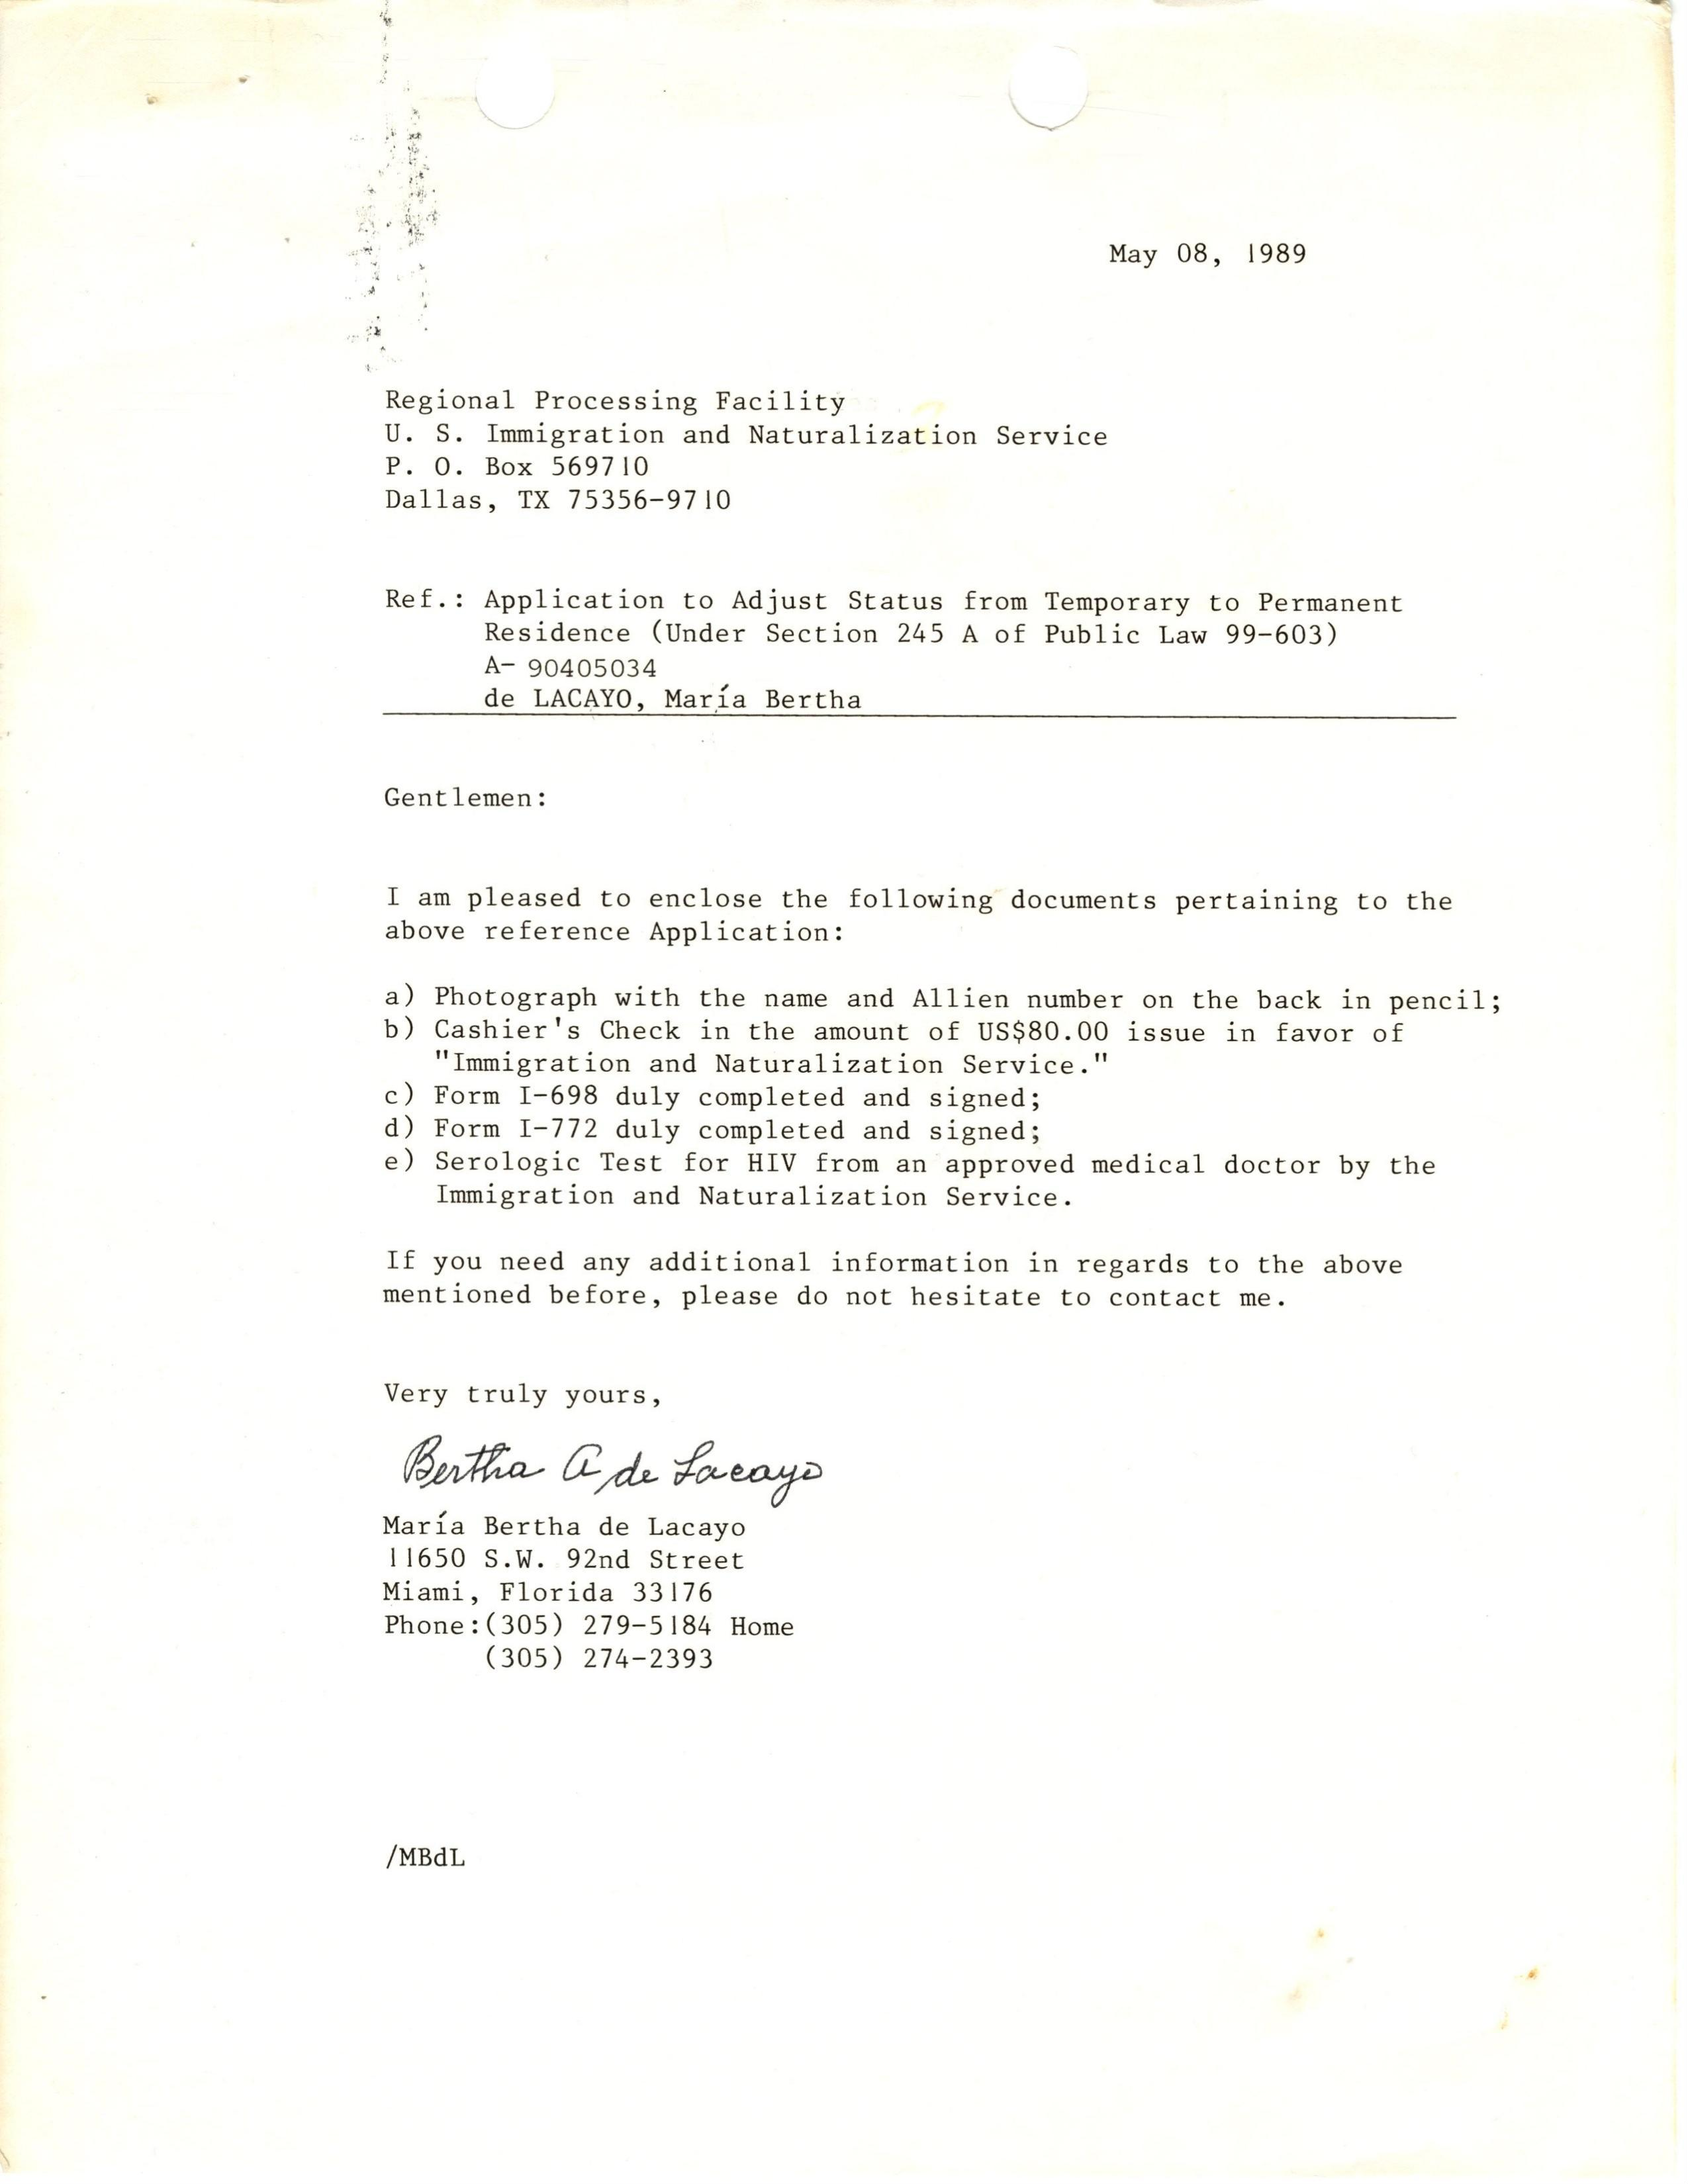 May 08, 1989
Regional Processing Facility
U. S. Immigration and Naturalization Service
P. O. Box 569710
Dallas, TX 75356-9710
Ref.: Application to Adjust Status from Temporary to Permanent
Residence (Under Section 245 A of Public Law 99-603)
A- 90405034
de LACAYO, María Bertha
Gentlemen:
I am pleased to enclose the following documents pertaining to the
above reference Application:
a) Photograph with the name and Allien number on the back in pencil;
b) Cashier's Check in the amount of US$80.00 issue in favor of
"Immigration and Naturalization Service."
c) Form I-698 duly completed and signed;
d) Form I-772 duly completed and signed;
e) Serologic Test for HIV from an approved medical doctor by the
Immigration and Naturalization Service.
If you need any additional information in regards to the above
mentioned before, please do not hesitate to contact me.
Very truly yours,
Bertha A de Lacayo
María Bertha de Lacayo
11650 S.W. 92nd Street
Miami, Florida 33176
Phone:(305) 279-5184 Home
(305) 274-2393
/MBdL